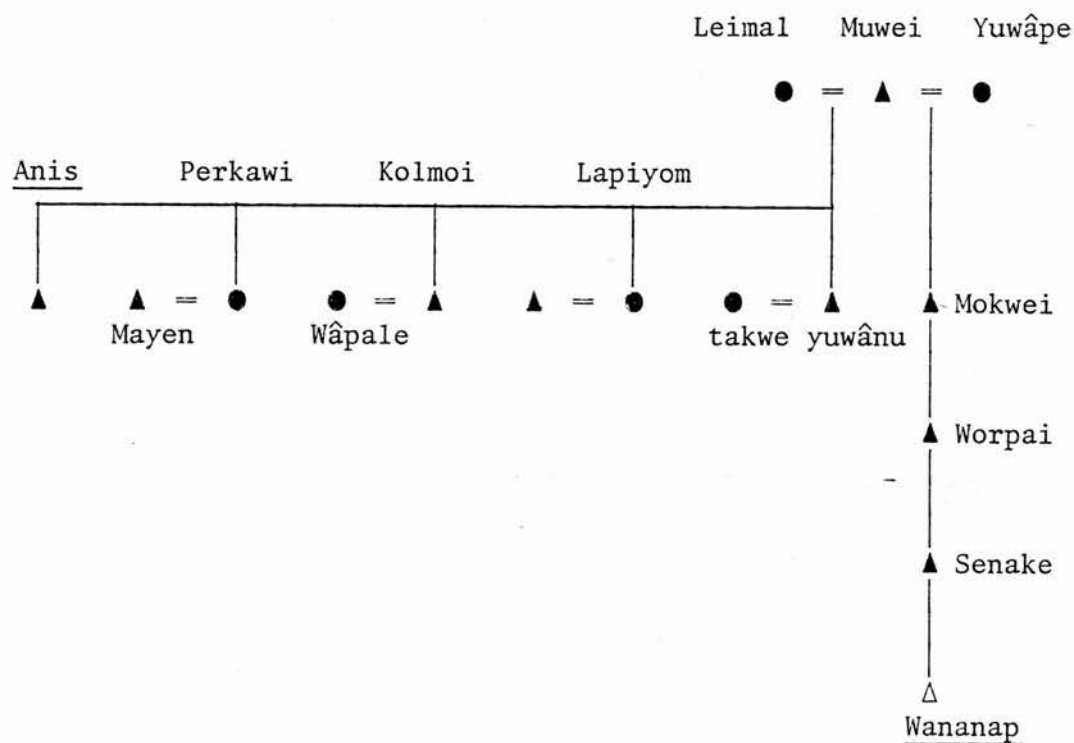 Leimal Muwei Yuwâpe
Anis Perkawi Kolmoi Lapiyom
Mokwei
Mayen Wâpale takwe yuwânu
Worpai
Senake
Wananap